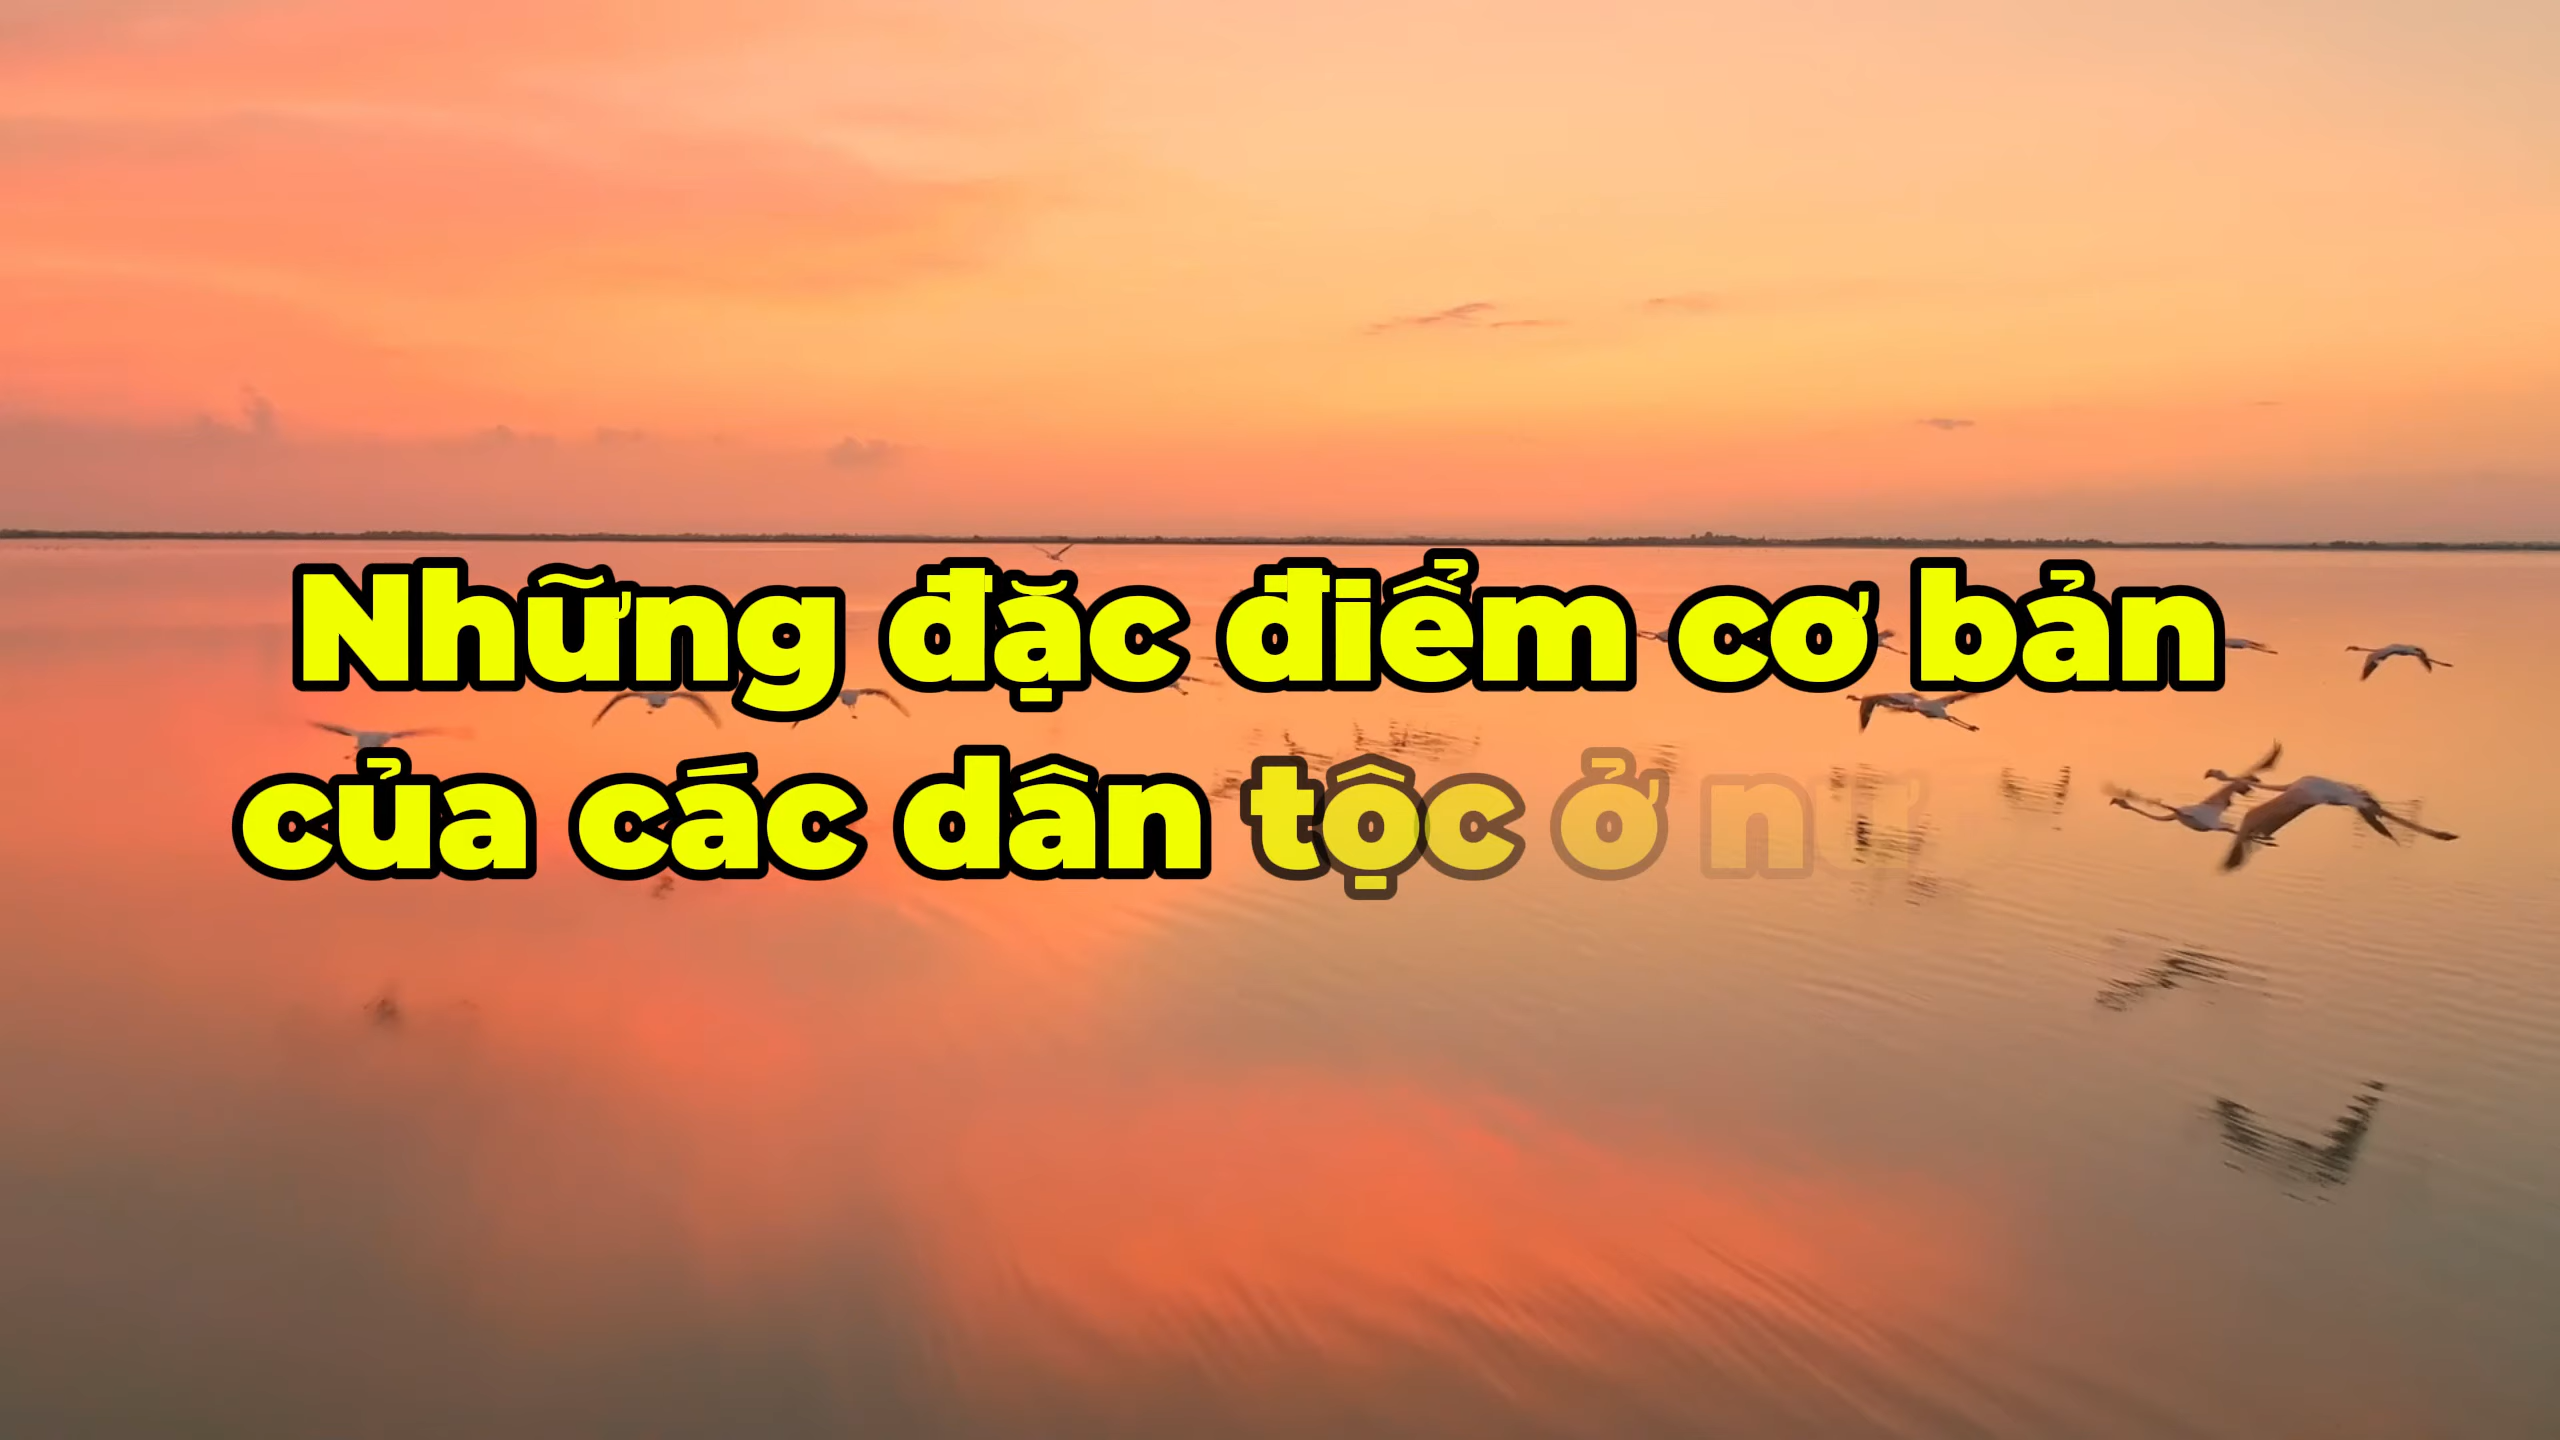 Những đặc điểm cơ bản
của các dân tộc ở